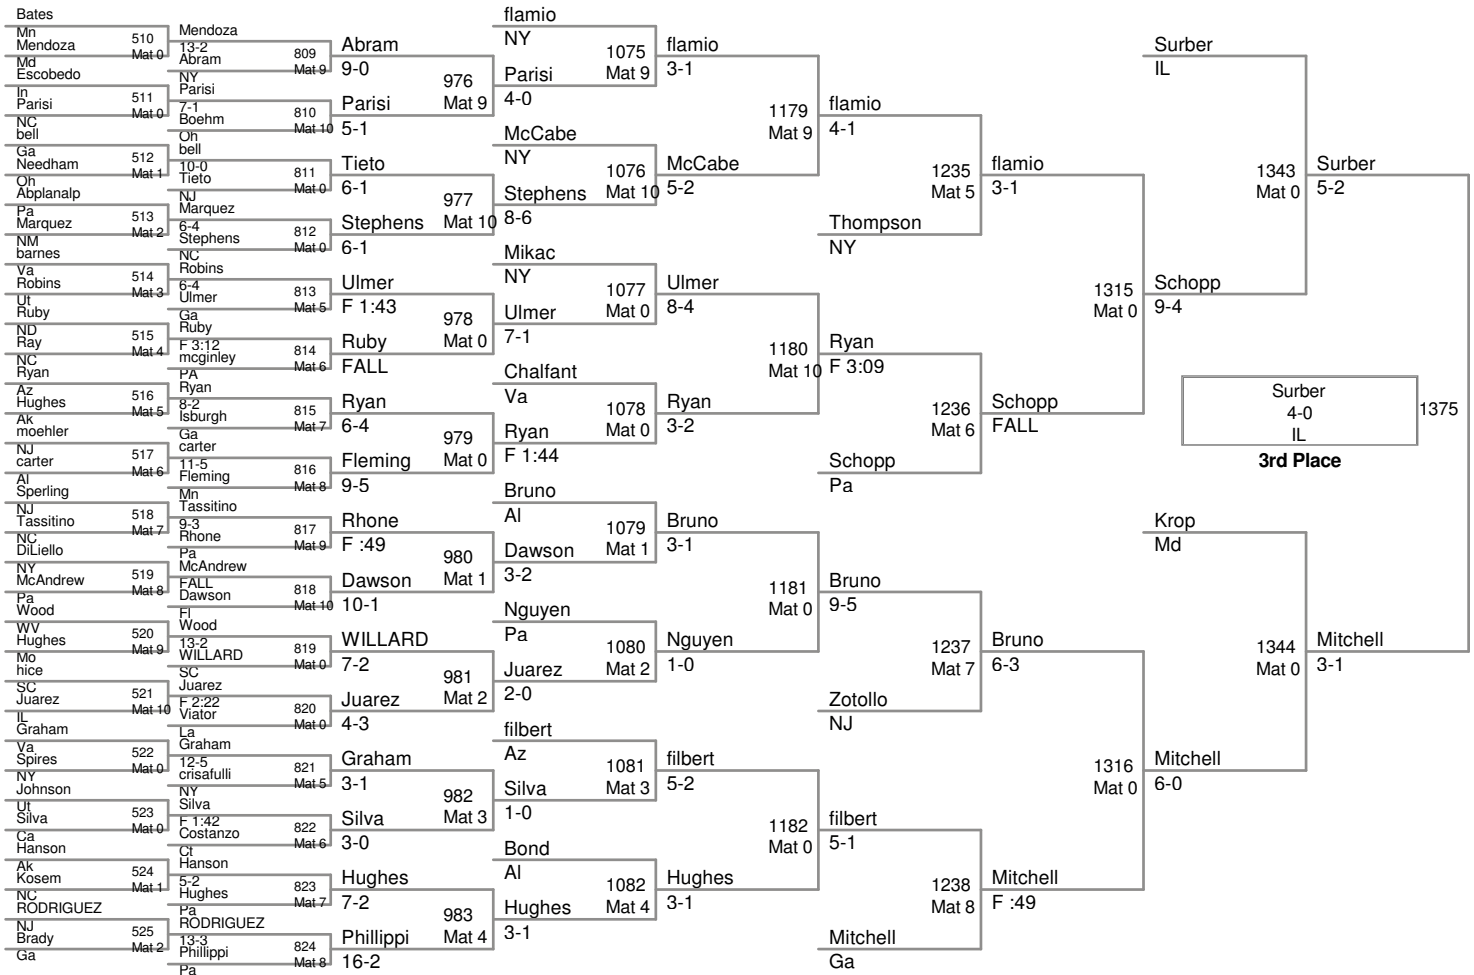 Bates
Mn
Mendoza
Md
Escobedo
In
Parisi
NC
bell
Ga
Needham
Oh
Abplanalp
Pa
Marquez
NM
barnes
Va
Robins
Ut
Ruby
ND
Ray
NC
Ryan
Az
Hughes
Ak
moehler
NJ
carter
Al
Sperling
NJ
Tassitino
NC
DiLiello
NY
McAndrew
Pa
Wood
WV
Hughes
Mo
hice
SC
Juarez
IL
Graham
Va
Spires
NY
Johnson
Ut
Silva
Ca
Hanson
Ak
Kosem
NC
RODRIGUEZ
NJ
Brady
Ga
510
Mat 0
511
Mat 0
512
Mat 1
513
Mat 2
514
Mat 3
515
Mat 4
516
Mat 5
517
Mat 6
518
Mat 7
519
Mat 8
520
Mat 9
521
Mat 10
522
Mat 0
523
Mat 0
524
Mat 1
525
Mat 2
Mendoza
13-2
Abram
NY
Parisi
7-1
Boehm
Oh
bell
10-0
Tieto
NJ
Marquez
6-4
Stephens
NC
Robins
6-4
Ulmer
Ga
Ruby
F 3:12
mcginley
PA
Ryan
8-2
Isburgh
Ga
carter
11-5
Fleming
Mn
Tassitino
9-3
Rhone
Pa
McAndrew
FALL
Dawson
Fl
Wood
13-2
WILLARD
SC
Juarez
F 2:22
Viator
La
Graham
12-5
crisafulli
NY
Silva
F 1:42
Costanzo
Ct
Hanson
5-2
Hughes
Pa
RODRIGUEZ
13-3
Phillippi
Pa
809
Mat 9
810
Mat 10
811
Mat 0
812
Mat 0
813
Mat 5
814
Mat 6
815
Mat 7
816
Mat 8
817
Mat 9
818
Mat 10
819
Mat 0
820
Mat 0
821
Mat 5
822
Mat 6
823
Mat 7
824
Mat 8
Abram
9-0
Parisi
5-1
Tieto
6-1
Stephens
6-1
Ulmer
F 1:43
Ruby
FALL
Ryan
6-4
Fleming
9-5
Rhone
F :49
Dawson
10-1
WILLARD
7-2
Juarez
4-3
Graham
3-1
Silva
3-0
Hughes
7-2
Phillippi
16-2
976
Mat 9
977
Mat 10
978
Mat 0
979
Mat 0
980
Mat 1
981
Mat 2
982
Mat 3
983
Mat 4
flamio
NY
Parisi
4-0
McCabe
NY
Stephens
8-6
Mikac
NY
Ulmer
7-1
Chalfant
Va
Ryan
F 1:44
Bruno
Al
Dawson
3-2
Nguyen
Pa
Juarez
2-0
filbert
Az
Silva
1-0
Bond
Al
Hughes
3-1
1075
Mat 9
1076
Mat 10
1077
Mat 0
1078
Mat 0
1079
Mat 1
1080
Mat 2
1081
Mat 3
1082
Mat 4
flamio
3-1
McCabe
5-2
Ulmer
8-4
Ryan
3-2
Bruno
3-1
Nguyen
1-0
filbert
5-2
Hughes
3-1
1179
Mat 9
1180
Mat 10
1181
Mat 0
1182
Mat 0
flamio
4-1
Thompson
NY
Ryan
F 3:09
Schopp
Pa
Bruno
9-5
Zotollo
NJ
filbert
5-1
Mitchell
Ga
1235
Mat 5
1236
Mat 6
1237
Mat 7
1238
Mat 8
flamio
3-1
Schopp
FALL
Bruno
6-3
Mitchell
F :49
1315
Mat 0
1316
Mat 0
Surber
IL
Schopp
9-4
Krop
Md
Mitchell
6-0
1343
Mat 0
1344
Mat 0
Surber
5-2
Mitchell
3-1
Surber
4-0
IL
1375
3rd Place